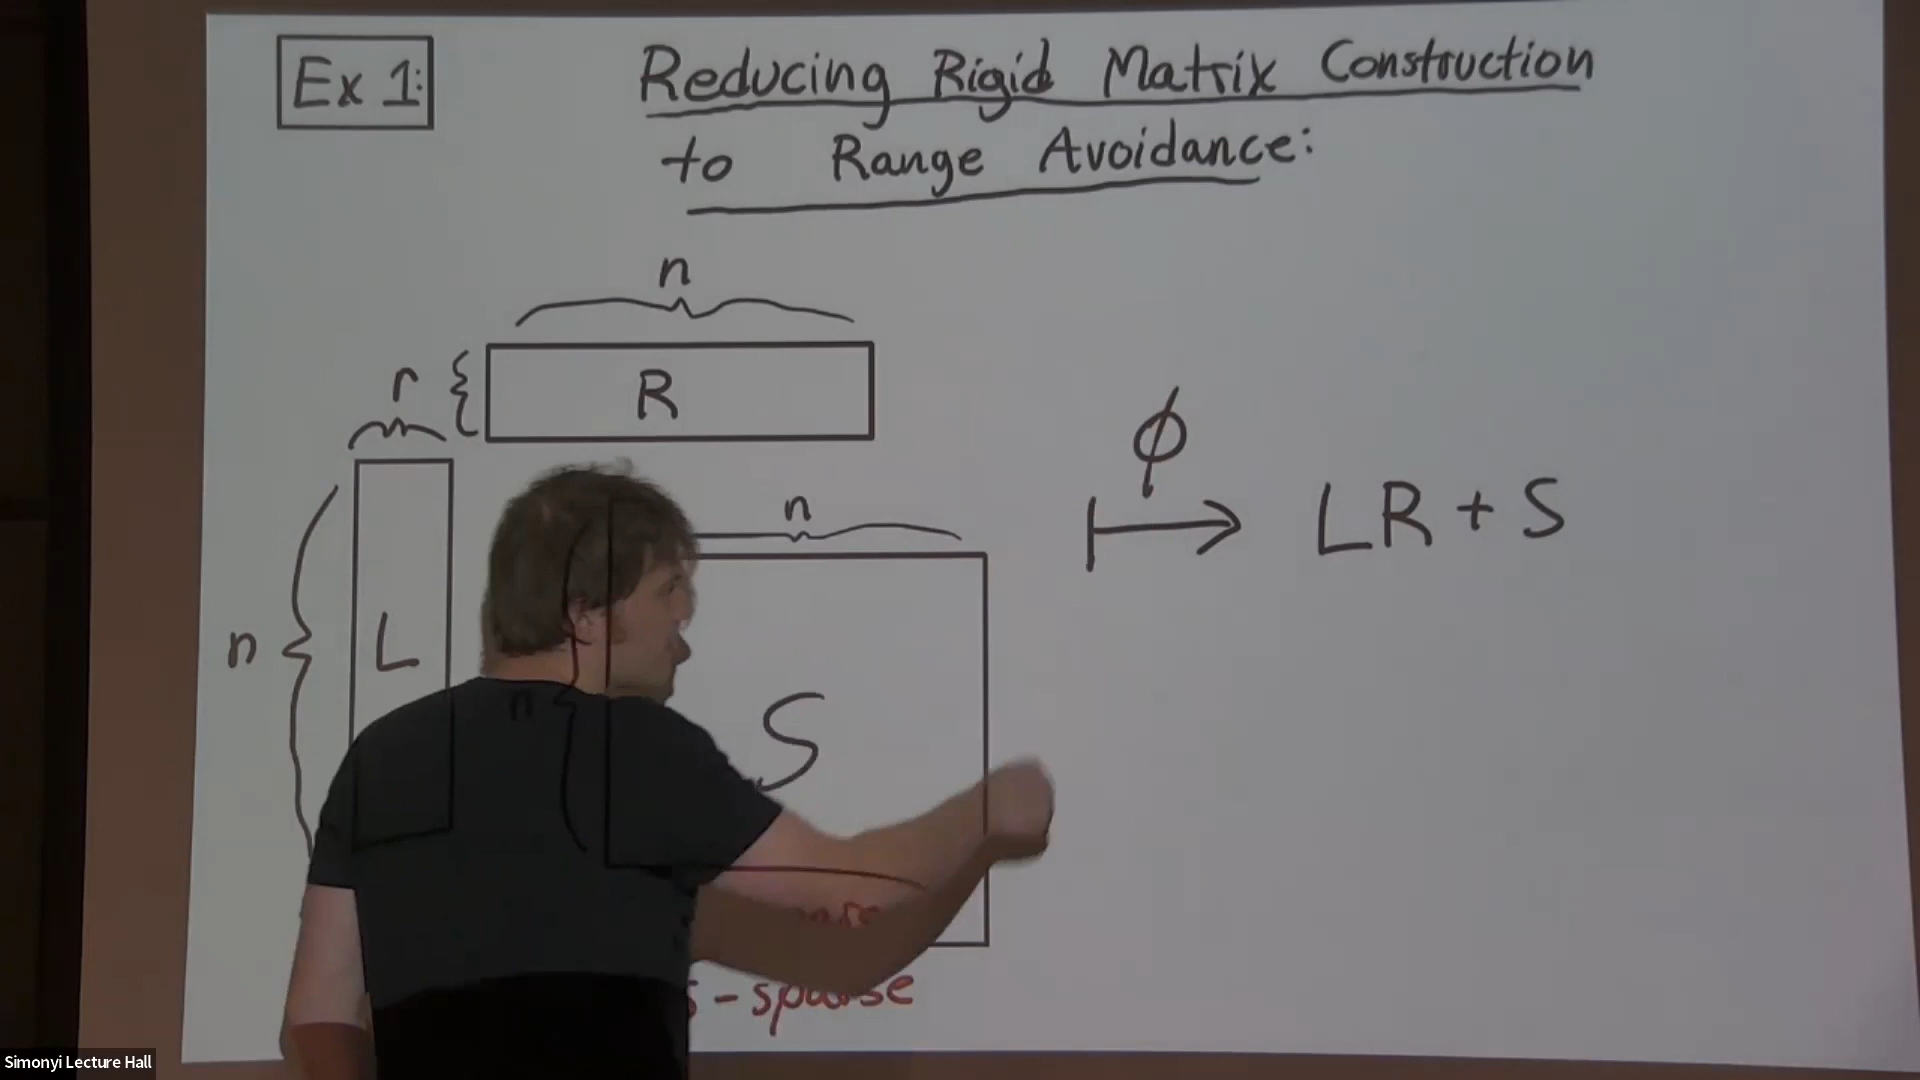 Ex 1:
Reducing Rigid Matrix Construction
to Range Avoidance:
n
r
R
ϕ
n
LR + S
n
L
n
S
s-sparse
Simonyi Lecture Hall